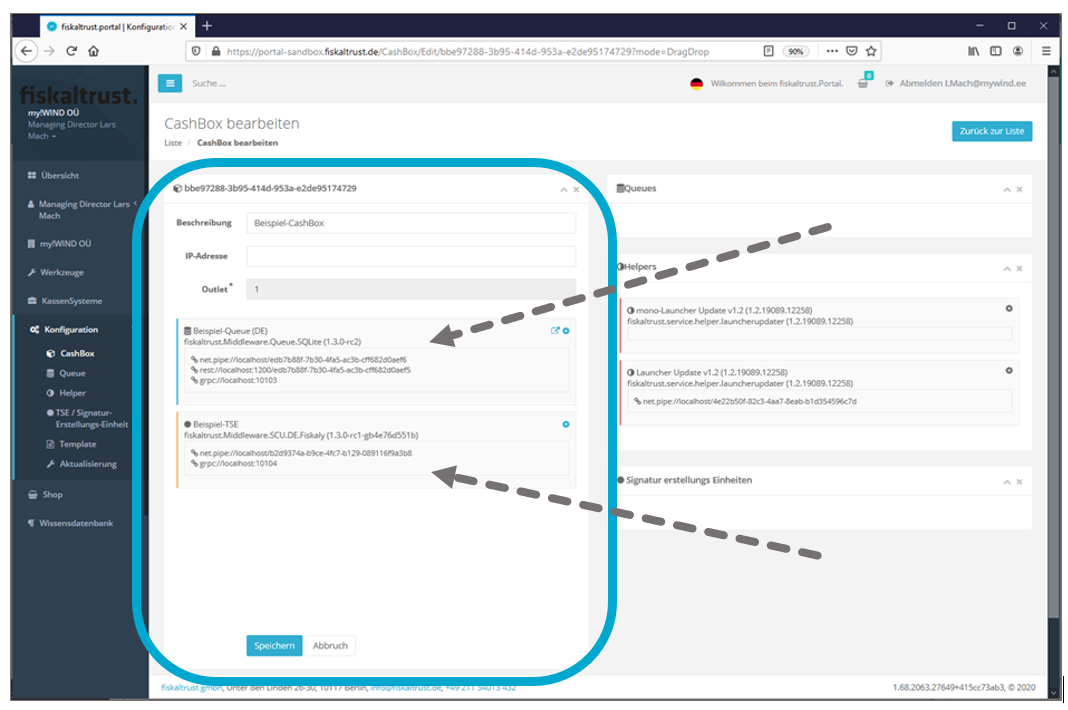 fiskaltrust.portal | Konfiguratio
https://portal-sandbox.fiskaltrust.de/CashBox/Edit/bbe97288-3b95-414d-953a-e2de95174729?mode=DragDrop
90%
fiskaltrust.
my!WIND OÜ
Managing Director Lars
Mach
Suche ...
Wilkommen beim fiskaltrust.Portal.
0
Abmelden LMach@mywind.ee
CashBox bearbeiten
Liste / CashBox bearbeiten
Zurück zur Liste
Übersicht
Managing Director Lars
Mach
my!WIND OÜ
Werkzeuge
KassenSysteme
Konfiguration
CashBox
Queue
Helper
TSE / Signatur-
Erstellungs-Einheit
Template
Aktualisierung
Shop
Wissensdatenbank
bbe97288-3b95-414d-953a-e2de95174729
Beschreibung
Beispiel-CashBox
IP-Adresse
Outlet *
1
Beispiel-Queue (DE)
fiskaltrust.Middleware.Queue.SQLite (1.3.0-rc2)
net.pipe://localhost/edb7b88f-7b30-4fa5-ac3b-cff682d0aef6
rest://localhost:1200/edb7b88f-7b30-4fa5-ac3b-cff682d0aef5
grpc://localhost:10103
Beispiel-TSE
fiskaltrust.Middleware.SCU.DE.Fiskaly (1.3.0-rc1-gb4e76d551b)
net.pipe://localhost/b2d9374a-b9ce-4fc7-b129-089116f9a3b8
grpc://localhost:10104
Speichern
Abbruch
Queues
Helpers
mono-Launcher Update v1.2 (1.2.19089.12258)
fiskaltrust.service.helper.launcherupdater (1.2.19089.12258)
Launcher Update v1.2 (1.2.19089.12258)
fiskaltrust.service.helper.launcherupdater (1.2.19089.12258)
net.pipe://localhost/4e22b50f-82c3-4aa7-8eab-b1d354596c7d
Signatur erstellungs Einheiten
fiskaltrust gmbh, Unter den Linden 26-30, 10117 Berlin, info@fiskaltrust.de, +49 211 54013 432
1.68.2063.27649+415cc73ab3, © 2020